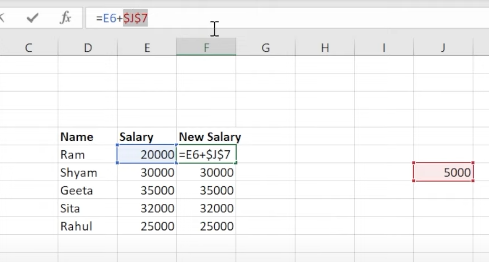 fx =E6+$J$7
C D E F G H I J
Name Salary New Salary
Ram 20000 =E6+$J$7
Shyam 30000 30000 5000
Geeta 35000 35000
Sita 32000 32000
Rahul 25000 25000